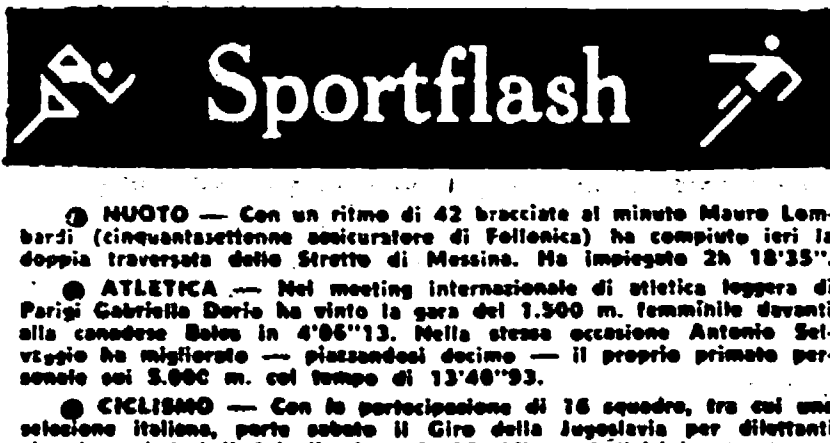 Sportflash
● NUOTO — Con un ritmo di 42 bracciate al minuto Mauro Lom-
bardi (cinquantasettenne assicuratore di Follonica) ha compiuto ieri la
doppia traversata dello Stretto di Messina. Ha impiegato 2h 18'35".
● ATLETICA — Nel meeting internazionale di atletica leggera di
Parigi Gabriella Dorio ha vinto la gara dei 1.500 m. femminile davanti
alla canadese in 4'06"13. Nella stessa occasione Antonio Sel-
vaggio ha migliorato — piazzandosi decimo — il proprio primato per-
sonale sui 5.000 m. col tempo di 13'40"93.
● CICLISMO — Con la partecipazione di 16 squadre, tra cui una
selezione italiana, parte sabato il Giro della Jugoslavia per dilettanti